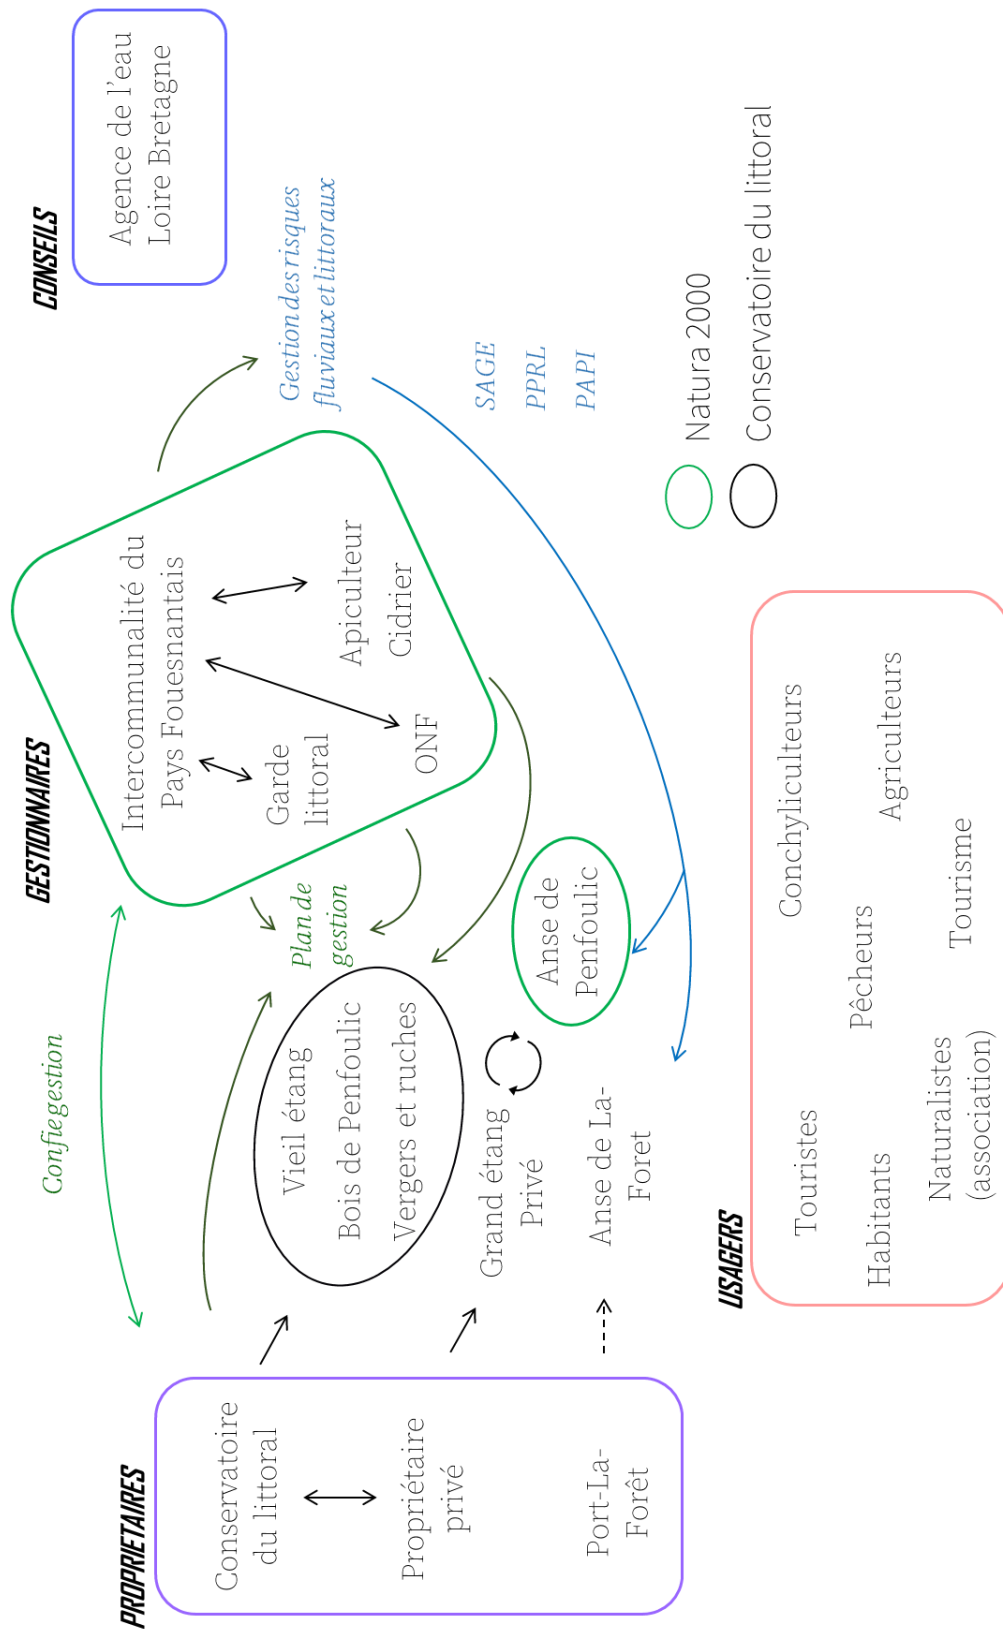 PROPRIETAIRES
Conservatoire
du littoral
Propriétaire
privé
Port-La-
Forêt
Confie gestion
GESTIONNAIRES
Intercommunalité du
Pays Fouesnantais
Garde
littoral
ONF
Apiculteur
Cidrier
CONSEILS
Agence de l'eau
Loire Bretagne
Plan de
gestion
Vieil étang
Bois de Penfoulic
Vergers et ruches
Grand étang
Privé
Anse de La-
Foret
Anse de
Penfoulic
Gestion des risques
fluviaux et littoraux
SAGE
PPRL
PAPI
Natura 2000
Conservatoire du littoral
USAGERS
Touristes
Habitants
Naturalistes
(association)
Pêcheurs
Conchyliculteurs
Tourisme
Agriculteurs